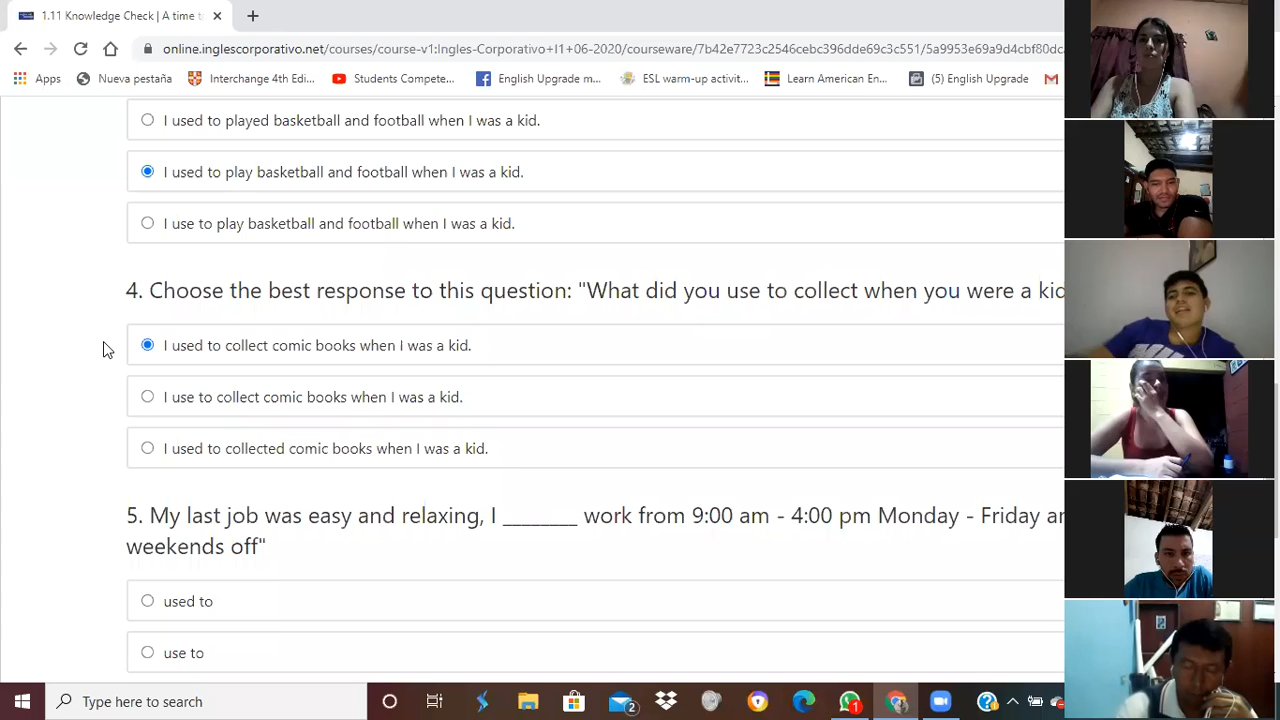 1.11 Knowledge Check | A time t
online.inglescorporativo.net/courses/course-v1:Ingles-Corporativo+I1+06-2020/courseware/7b42e7723c2546cebc396dde69c3c551/5a9953e69a9d4cbf80dc
Apps Nueva pestaña Interchange 4th Edi... Students Compete... English Upgrade m... ESL warm-up activit... Learn American En... (5) English Upgrade
I used to played basketball and football when I was a kid.
I used to play basketball and football when I was a kid.
I use to play basketball and football when I was a kid.
4. Choose the best response to this question: "What did you use to collect when you were a kid
I used to collect comic books when I was a kid.
I use to collect comic books when I was a kid.
I used to collected comic books when I was a kid.
5. My last job was easy and relaxing, I _______ work from 9:00 am - 4:00 pm Monday - Friday an
weekends off"
used to
use to
Type here to search
2
1